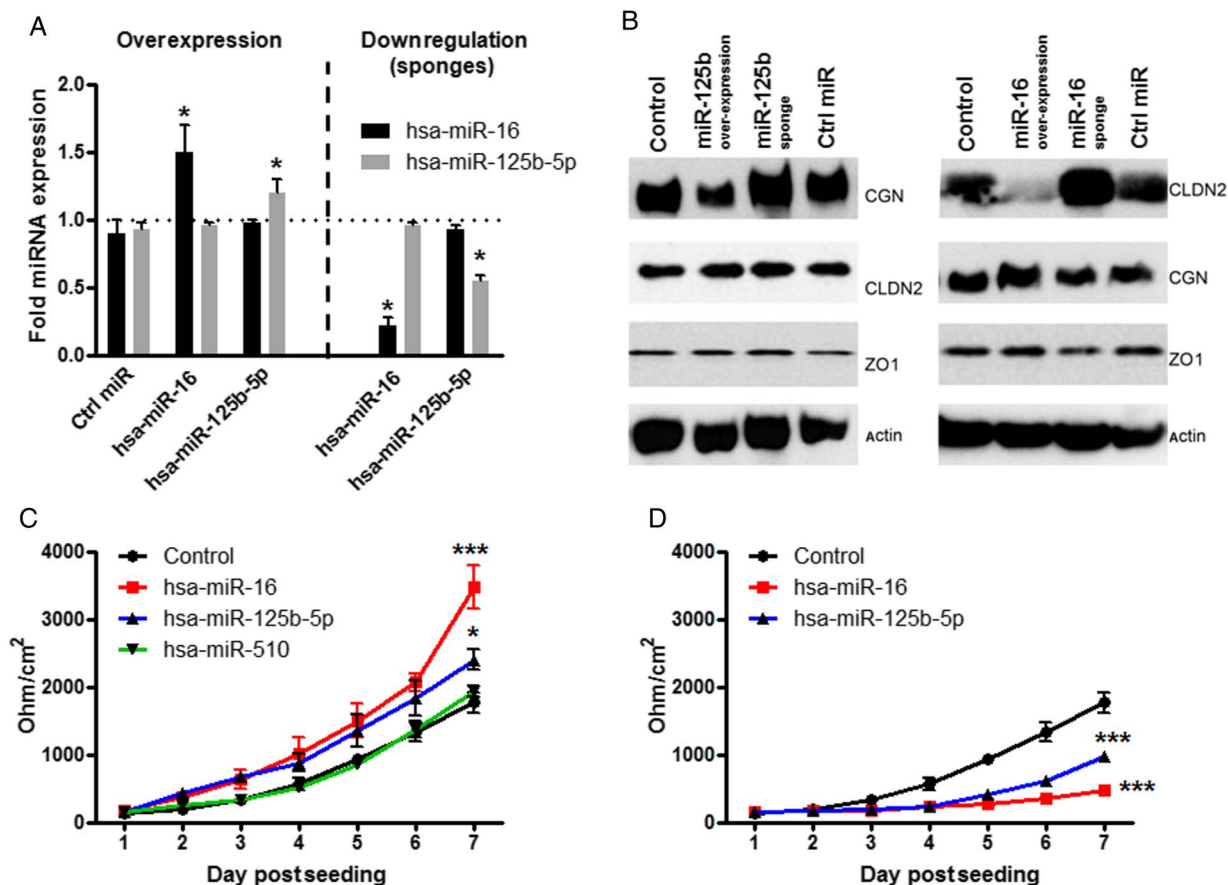 A
Overexpression
Downregulation
(sponges)
Fold miRNA expression
2.0
1.5
1.0
0.5
0.0
*
*
*
*
hsa-miR-16
hsa-miR-125b-5p
Ctrl miR
hsa-miR-16
hsa-miR-125b-5p
hsa-miR-16
hsa-miR-125b-5p
B
Control
miR-125b
over-expression
miR-125b
sponge
Ctrl miR
CGN
CLDN2
ZO1
Actin
Control
miR-16
over-expression
miR-16
sponge
Ctrl miR
CLDN2
CGN
ZO1
Actin
C
Control
hsa-miR-16
hsa-miR-125b-5p
hsa-miR-510
***
*
Ohm/cm²
4000
3000
2000
1000
0
1 2 3 4 5 6 7
Day post seeding
D
Control
hsa-miR-16
hsa-miR-125b-5p
***
***
Ohm/cm²
4000
3000
2000
1000
0
1 2 3 4 5 6 7
Day post seeding